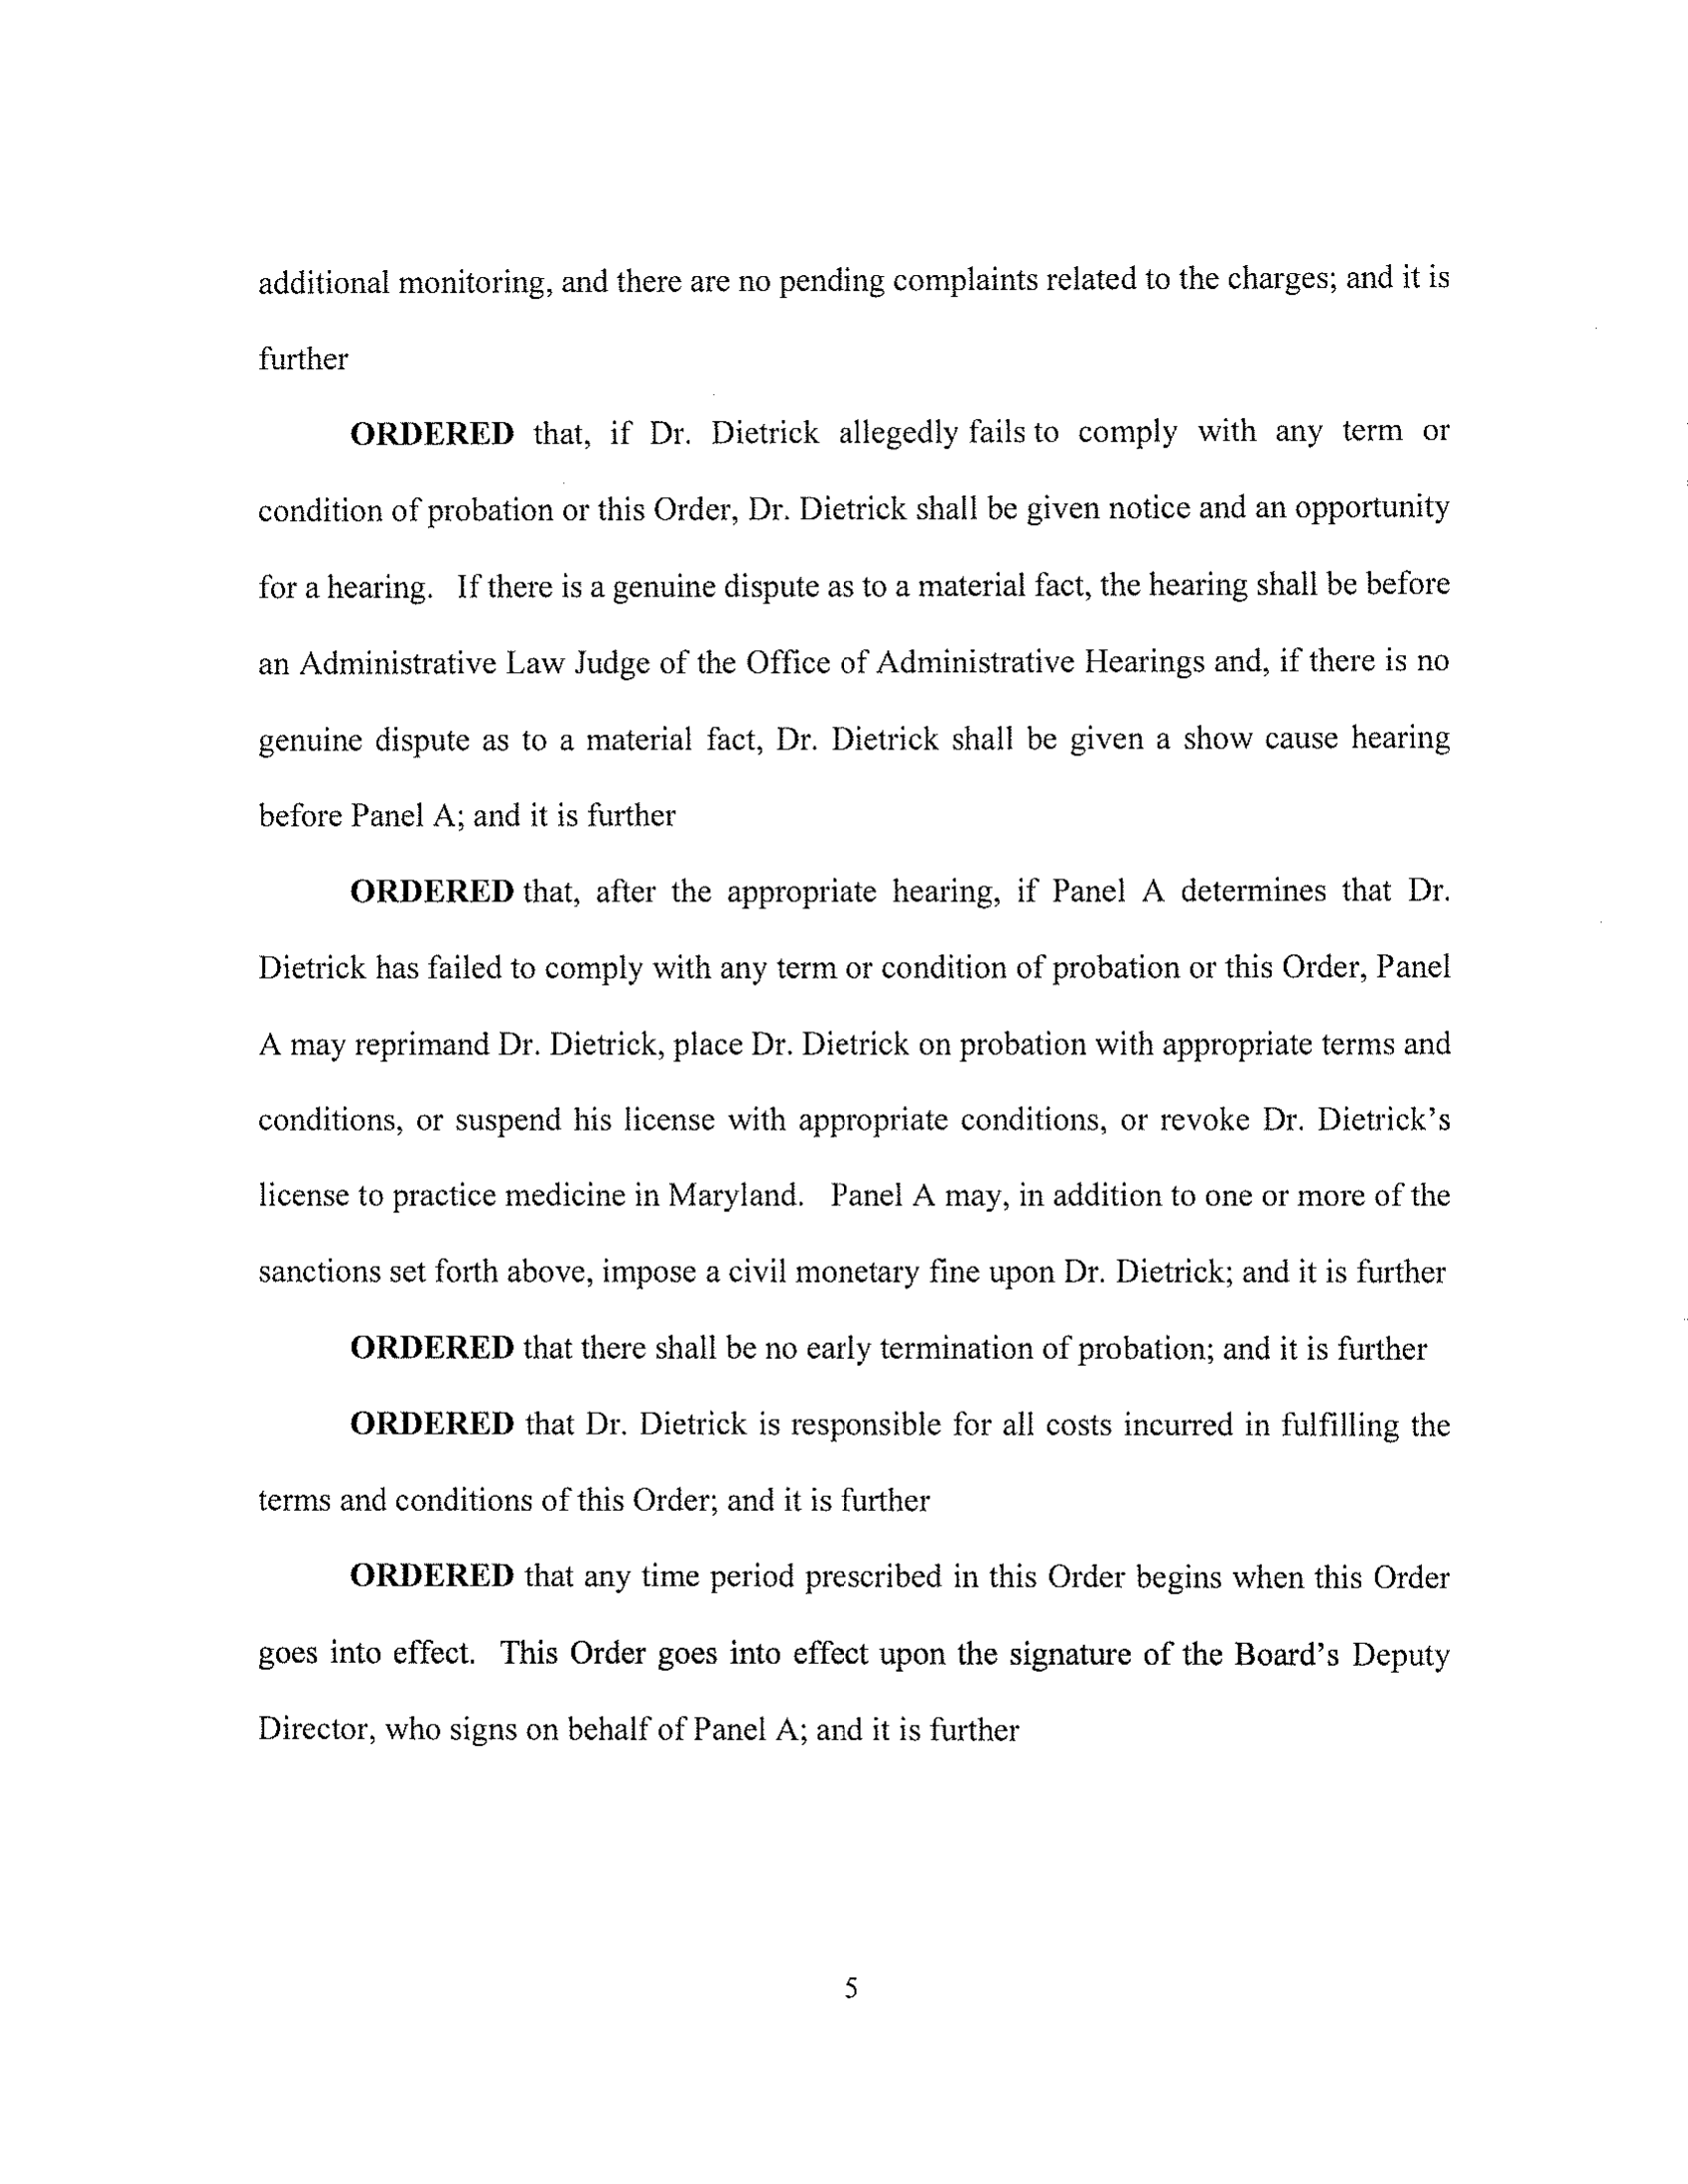 additional monitoring, and there are no pending complaints related to the charges; and it is
further
ORDERED that, if Dr. Dietrick allegedly fails to comply with any term or
condition of probation or this Order, Dr. Dietrick shall be given notice and an opportunity
for a hearing. If there is a genuine dispute as to a material fact, the hearing shall be before
an Administrative Law Judge of the Office of Administrative Hearings and, if there is no
genuine dispute as to a material fact, Dr. Dietrick shall be given a show cause hearing
before Panel A; and it is further
ORDERED that, after the appropriate hearing, if Panel A determines that Dr.
Dietrick has failed to comply with any term or condition of probation or this Order, Panel
A may reprimand Dr. Dietrick, place Dr. Dietrick on probation with appropriate terms and
conditions, or suspend his license with appropriate conditions, or revoke Dr. Dietrick's
license to practice medicine in Maryland. Panel A may, in addition to one or more of the
sanctions set forth above, impose a civil monetary fine upon Dr. Dietrick; and it is further
ORDERED that there shall be no early termination of probation; and it is further
ORDERED that Dr. Dietrick is responsible for all costs incurred in fulfilling the
terms and conditions of this Order; and it is further
ORDERED that any time period prescribed in this Order begins when this Order
goes into effect. This Order goes into effect upon the signature of the Board's Deputy
Director, who signs on behalf of Panel A; and it is further
5